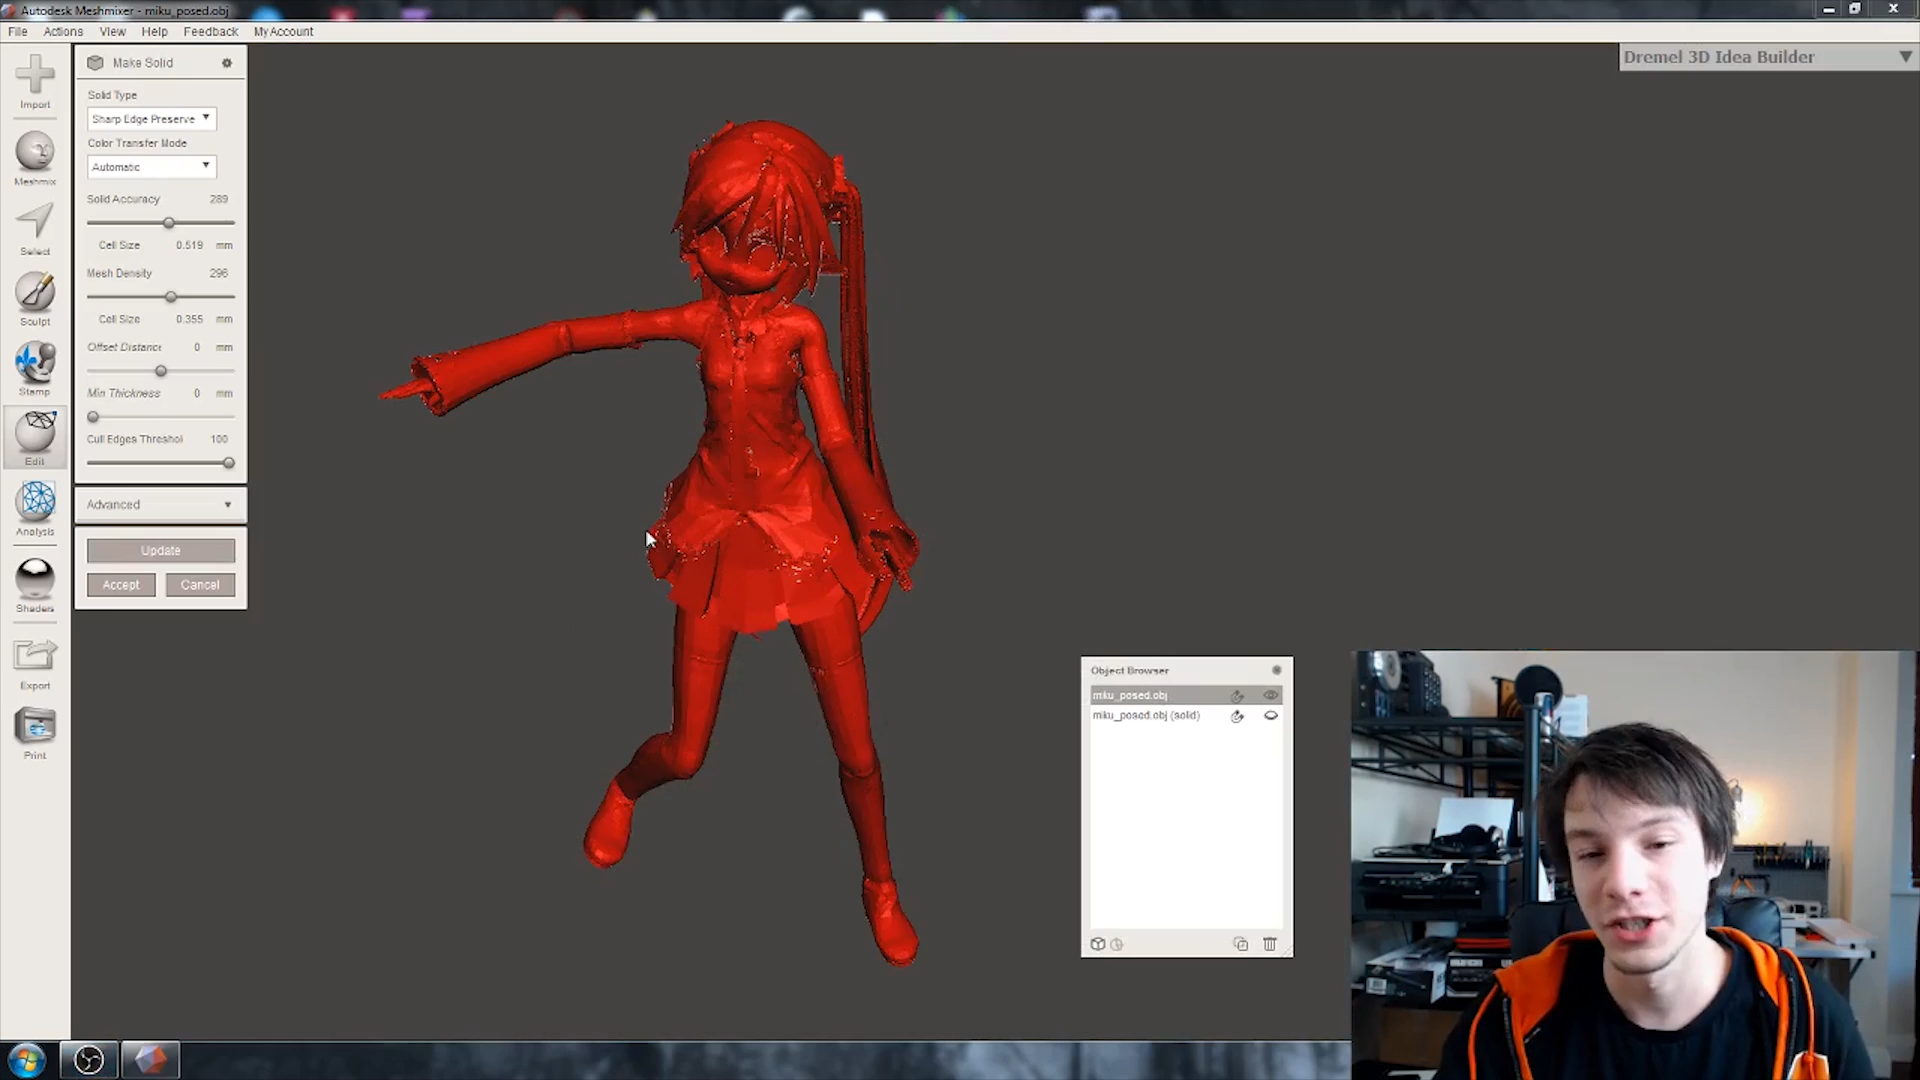 Autodesk Meshmixer - miku_posed.obj
File Actions View Help Feedback MyAccount
Import
Meshmix
Select
Sculpt
Stamp
Edit
Analysis
Shaders
Export
Print
Make Solid
Solid Type
Sharp Edge Preserve
Color Transfer Mode
Automatic
Solid Accuracy 289
Cell Size 0.519 mm
Mesh Density 296
Cell Size 0.355 mm
Offset Distance 0 mm
Min Thickness 0 mm
Cull Edges Threshol 100
Advanced
Update
Accept Cancel
Dremel 3D Idea Builder
Object Browser
miku_posed.obj
miku_posed.obj (solid)